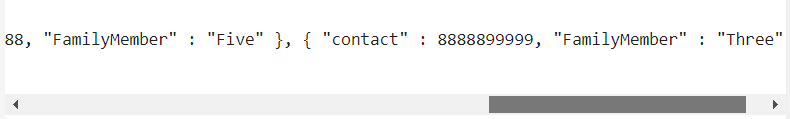 88, "FamilyMember" : "Five" }, { "contact" : 8888899999, "FamilyMember" : "Three"